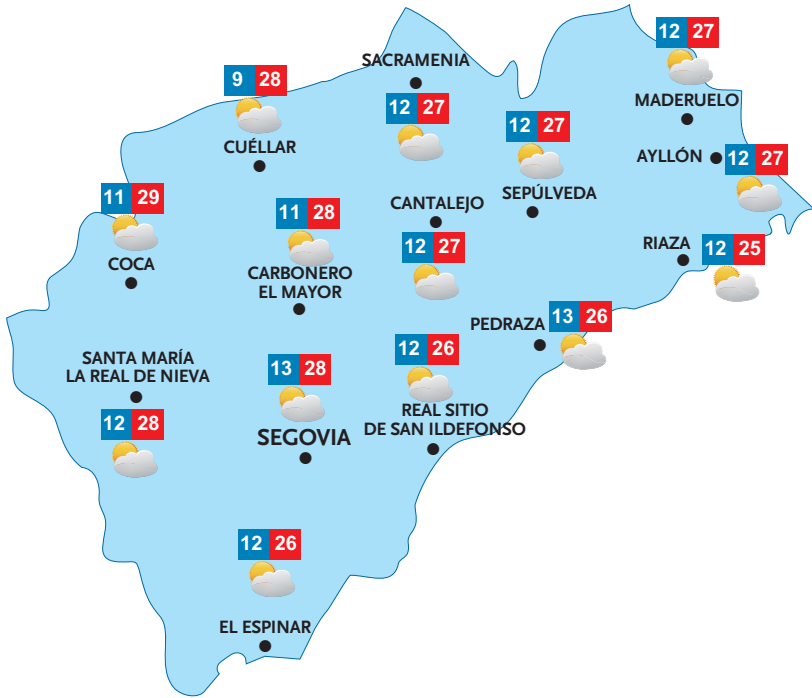 12 27
MADERUELO
SACRAMENIA
12 27
9 28
CUÉLLAR
12 27
SEPÚLVEDA
AYLLÓN
12 27
11 29
COCA
11 28
CARBONERO
EL MAYOR
CANTALEJO
12 27
RIAZA
12 25
PEDRAZA
13 26
SANTA MARÍA
LA REAL DE NIEVA
12 28
13 28
SEGOVIA
12 26
REAL SITIO
DE SAN ILDEFONSO
12 26
EL ESPINAR